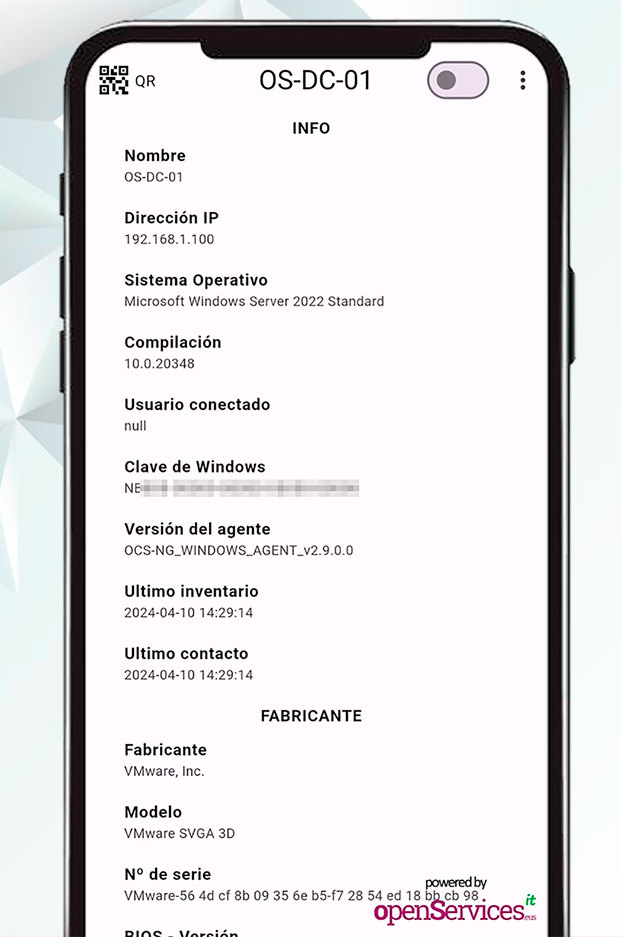 QR
OS-DC-01
INFO
Nombre
OS-DC-01
Dirección IP
192.168.1.100
Sistema Operativo
Microsoft Windows Server 2022 Standard
Compilación
10.0.20348
Usuario conectado
null
Clave de Windows
Versión del agente
OCS-NG_WINDOWS_AGENT_v2.9.0.0
Ultimo inventario
2024-04-10 14:29:14
Ultimo contacto
2024-04-10 14:29:14
FABRICANTE
Fabricante
VMware, Inc.
Modelo
VMware SVGA 3D
Nº de serie
VMware-56 4d cf 8b 09 35 6e b5-f7 28 54 ed 18 bb cb 98
BIOS - Versión
powered by
openServices.eus
it